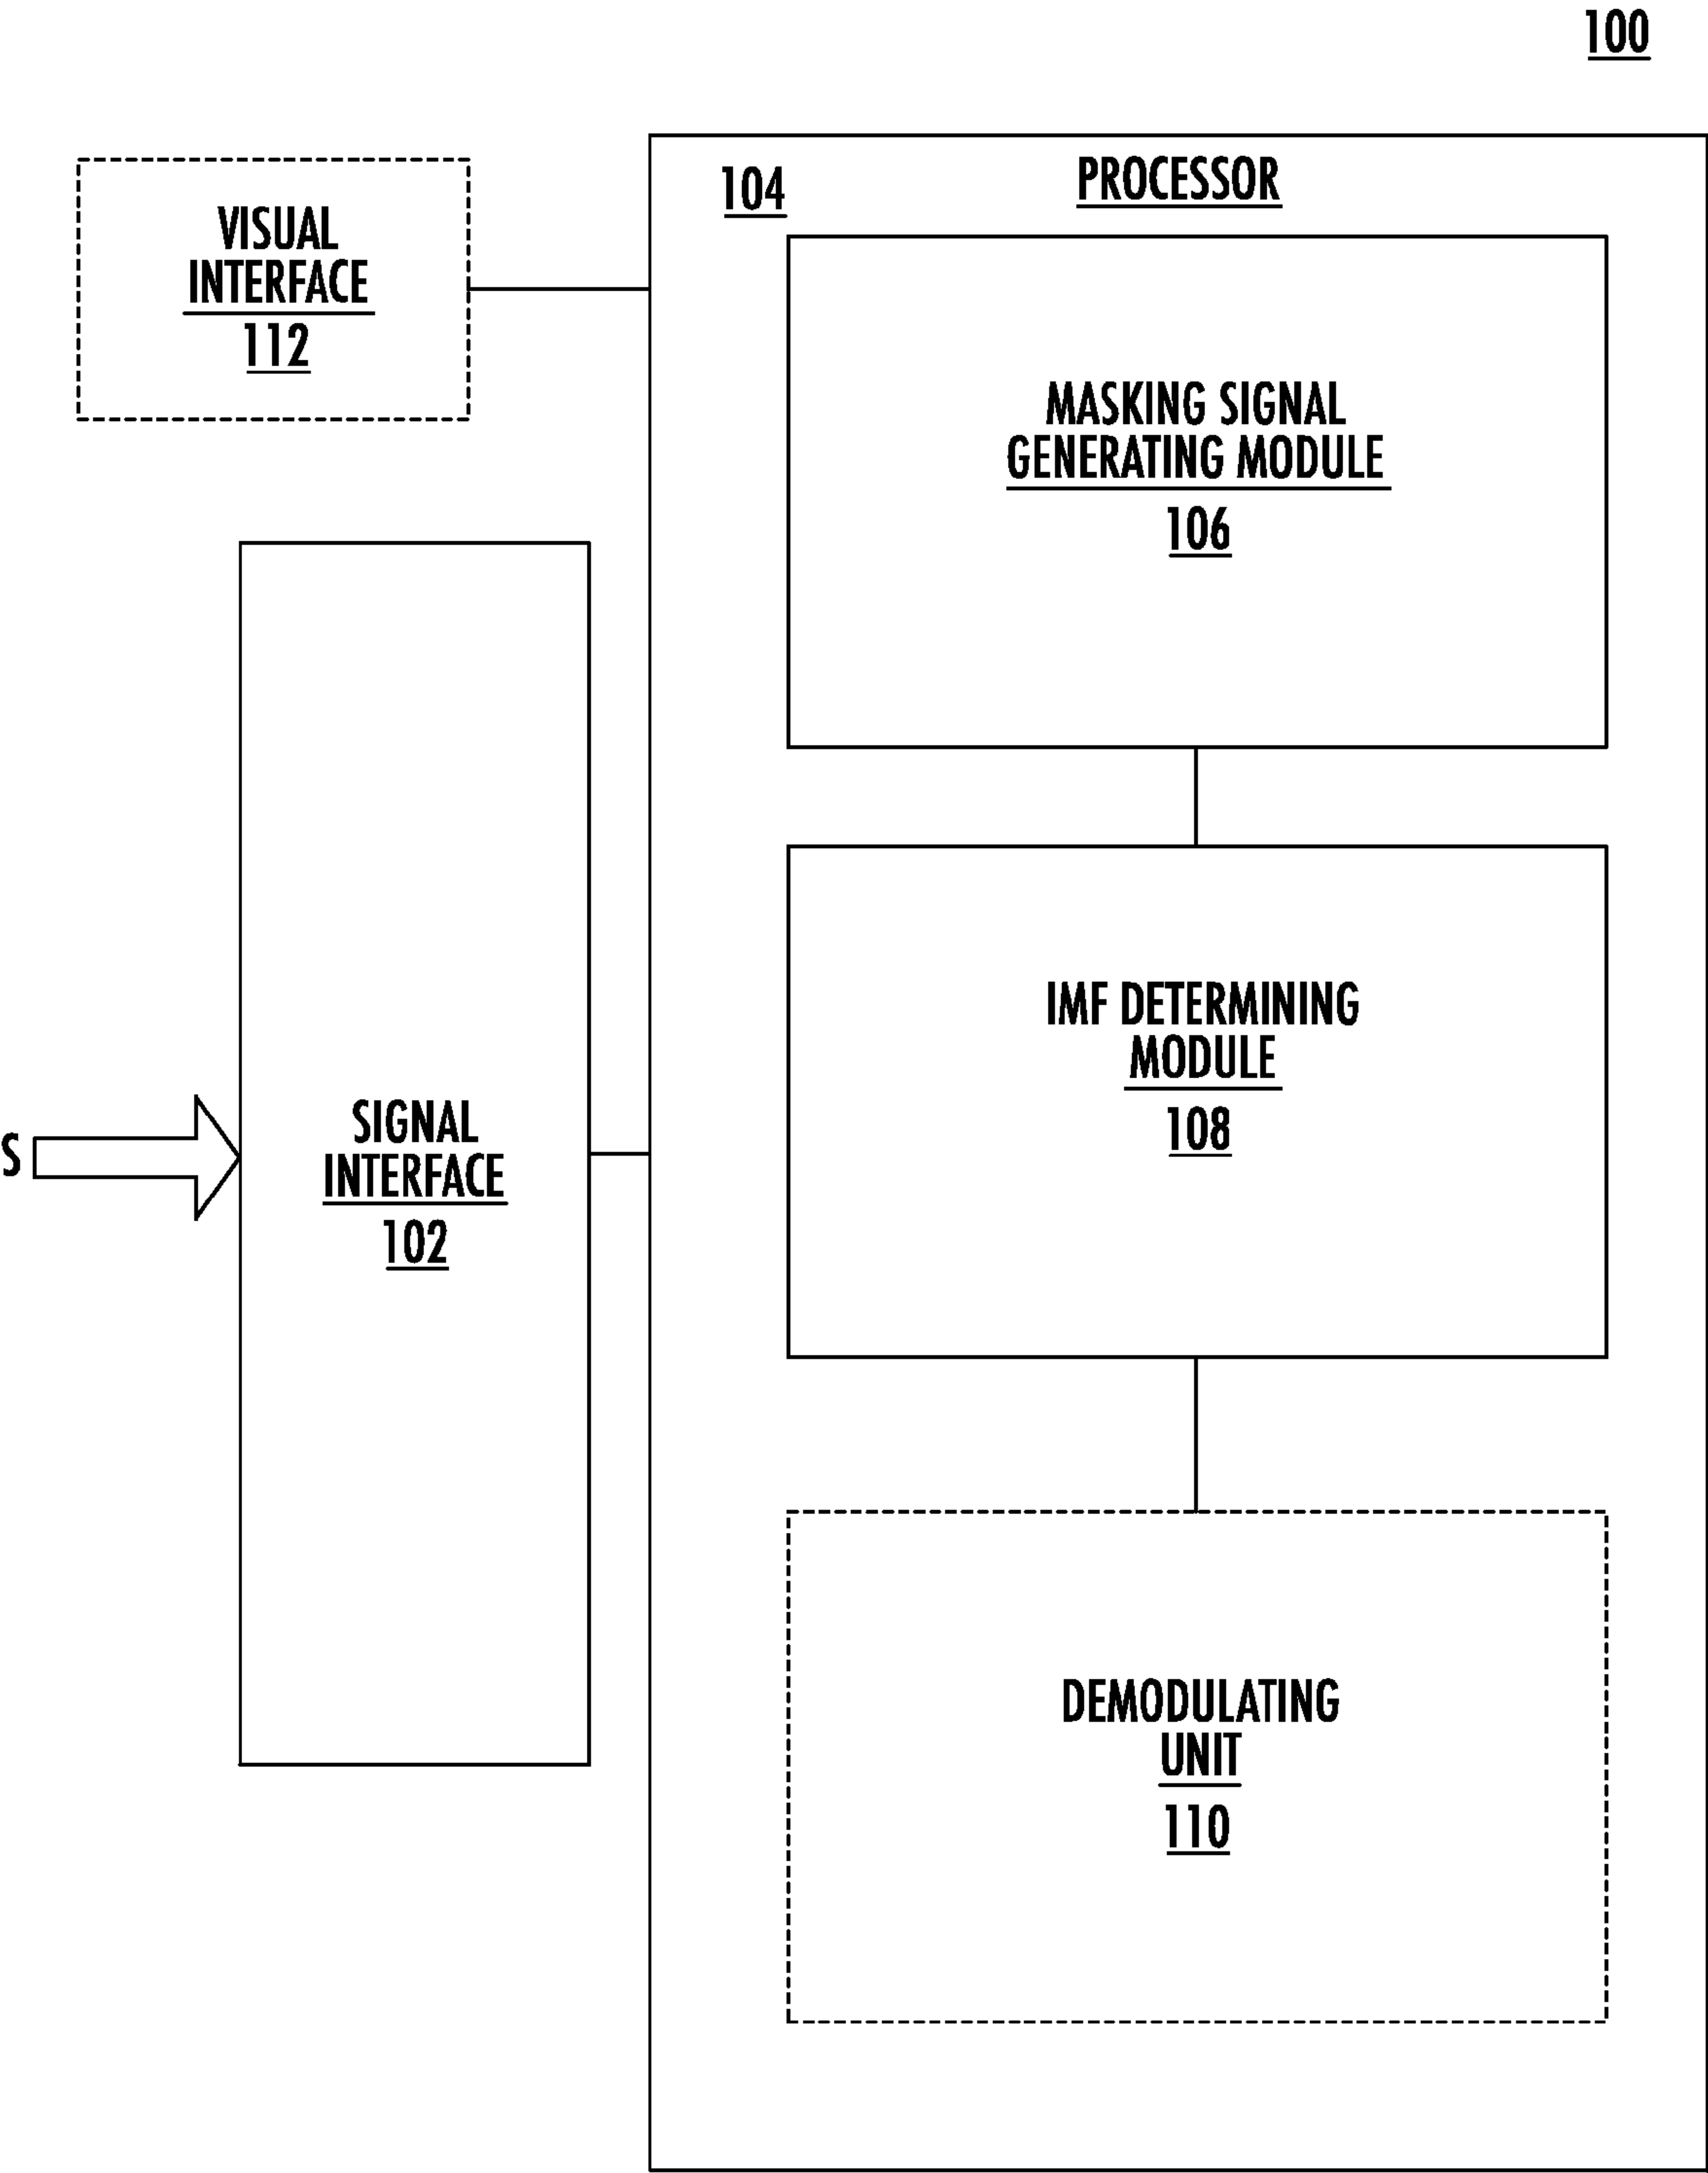 100
VISUAL
INTERFACE
112
104
PROCESSOR
MASKING SIGNAL
GENERATING MODULE
106
IMF DETERMINING
MODULE
108
S
SIGNAL
INTERFACE
102
DEMODULATING
UNIT
110